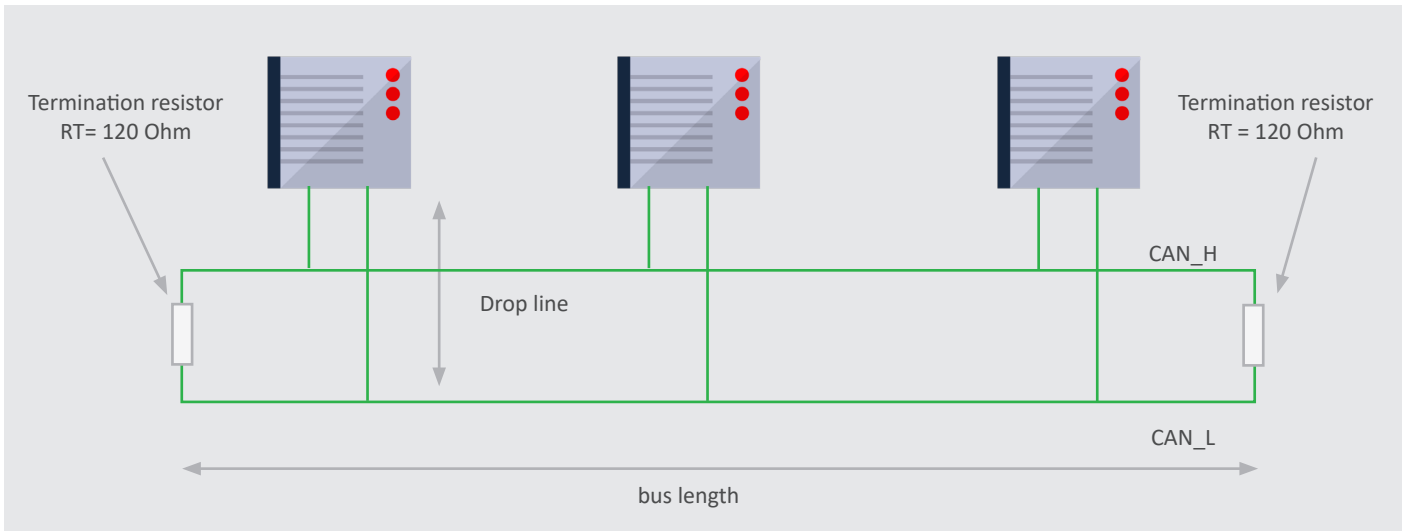 Termination resistor
RT= 120 Ohm
Termination resistor
RT = 120 Ohm
CAN_H
Drop line
CAN_L
bus length